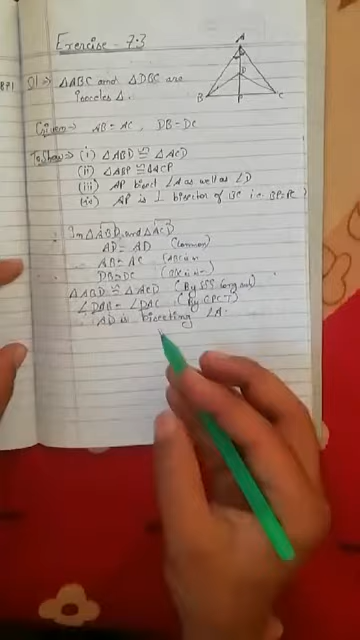 Exercise - 7.3
Q1 ⇒ △ABC and △DBC are
isoceles △.
A
D
B P C
Given ⇒ AB = AC, DB = DC
To Show ⇒ (i) △ABD ≅ △ACD
(ii) △ABP ≅ △ACP
(iii) AP bisect ∠A as well as ∠D
(iv) AP is ⊥ bisector of BC i.e. BP=PC
In △ABD and △ACD
AD = AD (common)
AB = AC (Given
DB = DC (Given
△ABD ≅ △ACD (By SSS Congru)
∠DAB = ∠DAC (By CPCT)
AD is bisecting ∠A.